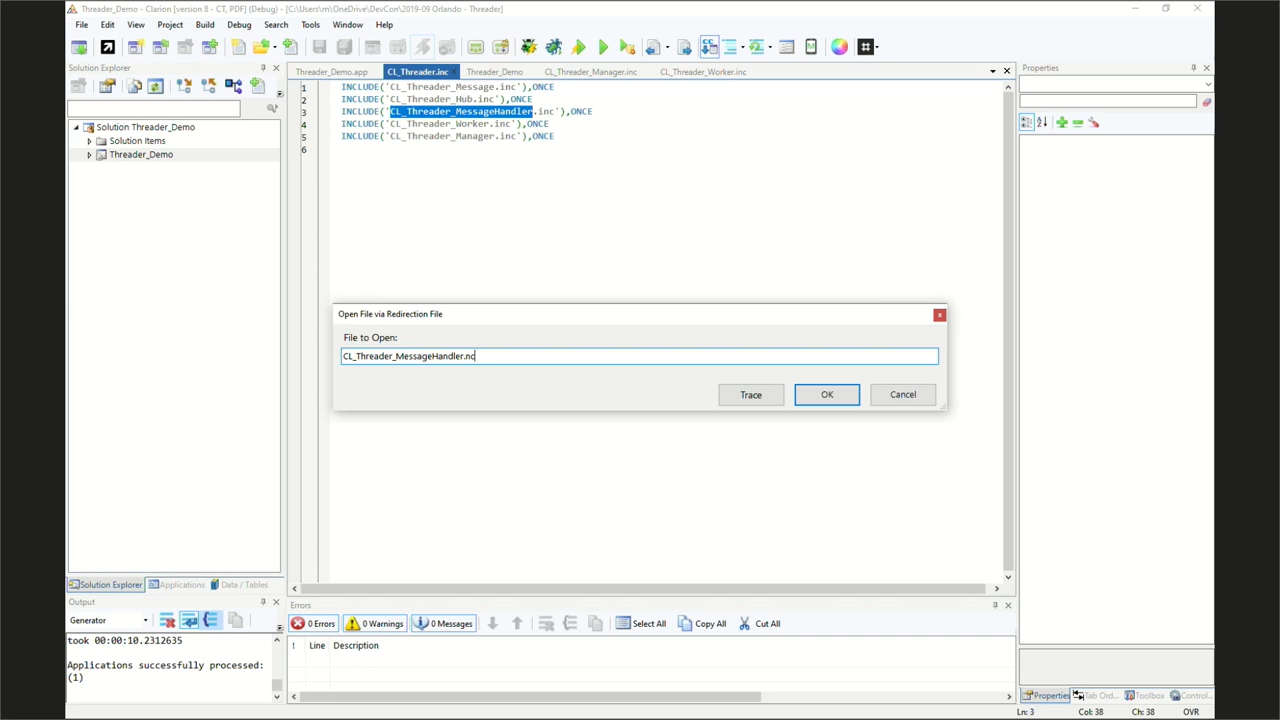 Threader_Demo - Clarion [version 8 - CT, PDF] (Debug) - [C:\Users\m\OneDrive\DevCon\2019-09 Orlando - Threader]
File Edit View Project Build Debug Search Tools Window Help
Solution Explorer
Solution Threader_Demo
Solution Items
Threader_Demo
Threader_Demo.app CL_Threader.inc Threader_Demo CL_Threader_Manager.inc CL_Threader_Worker.inc
1 INCLUDE('CL_Threader_Message.inc'),ONCE
2 INCLUDE('CL_Threader_Hub.inc'),ONCE
3 INCLUDE('CL_Threader_MessageHandler.inc'),ONCE
4 INCLUDE('CL_Threader_Worker.inc'),ONCE
5 INCLUDE('CL_Threader_Manager.inc'),ONCE
6
Properties
Open File via Redirection File
File to Open:
CL_Threader_MessageHandler.nc
Trace OK Cancel
Solution Explorer Applications Data / Tables
Output
Generator
took 00:00:10.2312635
Applications successfully processed:
(1)
Errors
0 Errors 0 Warnings 0 Messages Select All Copy All Cut All
! Line Description
Properties Tab Ord... Toolbox Control...
Ln: 3 Col: 38 Ch: 38 OVR